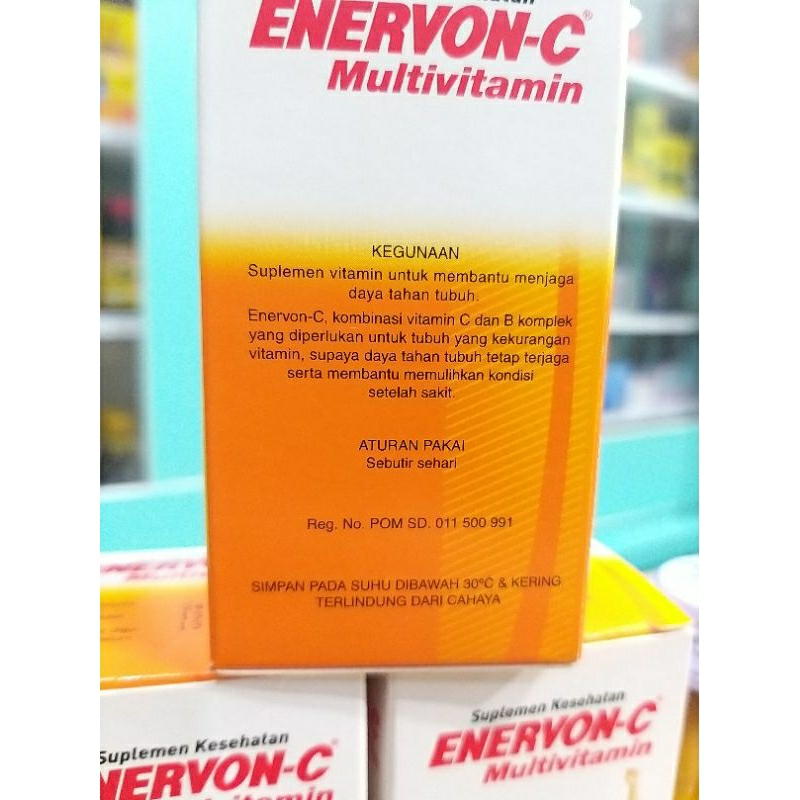 ENERVON-C®
Multivitamin
KEGUNAAN
Suplemen vitamin untuk membantu menjaga
daya tahan tubuh.
Enervon-C, kombinasi vitamin C dan B komplek
yang diperlukan untuk tubuh yang kekurangan
vitamin, supaya daya tahan tubuh tetap terjaga
serta membantu memulihkan kondisi
setelah sakit.
ATURAN PAKAI
Sebutir sehari
Reg. No. POM SD. 011 500 991
SIMPAN PADA SUHU DIBAWAH 30°C & KERING
TERLINDUNG DARI CAHAYA
Multivitamin
Suplemen Kesehatan
NERVON-C
Multivitamin
Suplemen Kesehatan
ENERVON-C
Multivitamin